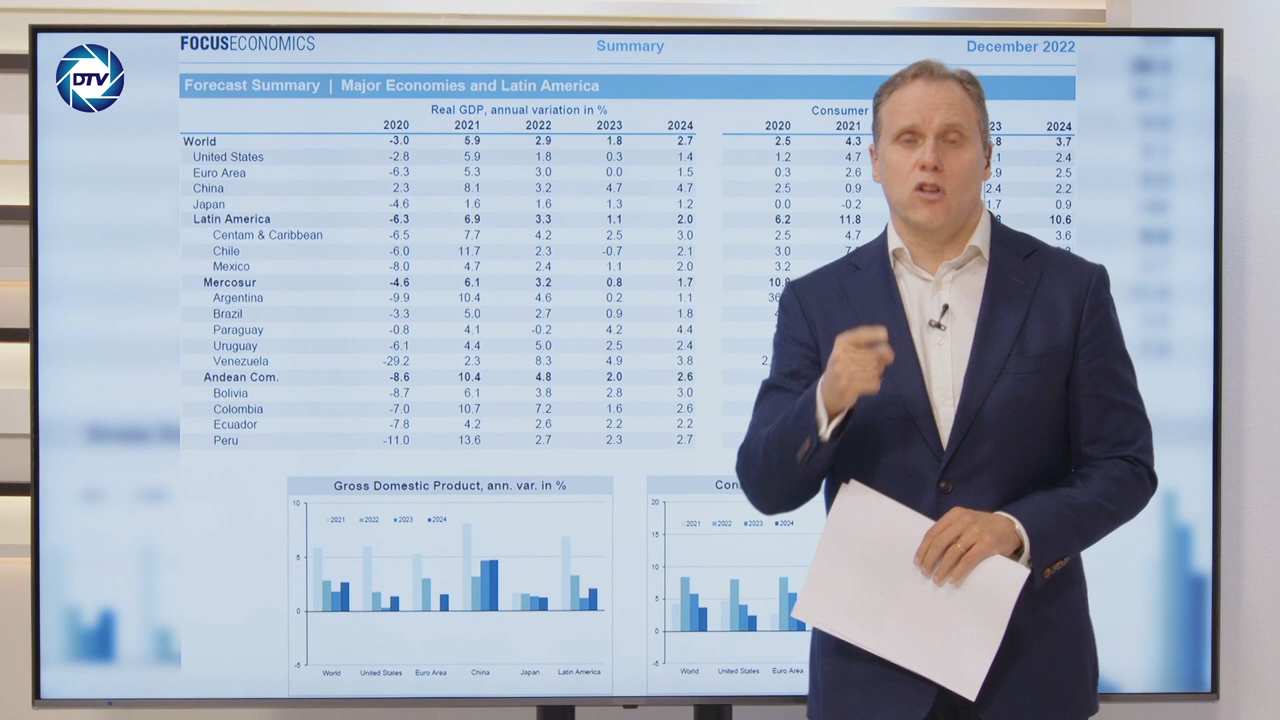 DTV
FOCUSECONOMICS Summary December 2022
Forecast Summary | Major Economies and Latin America
Real GDP, annual variation in % Consumer
2020 2021 2022 2023 2024 2020 2021 23 2024
World -3.0 5.9 2.9 1.8 2.7 2.5 4.3 .8 3.7
United States -2.8 5.9 1.8 0.3 1.4 1.2 4.7 .1 2.4
Euro Area -6.3 5.3 3.0 0.0 1.5 0.3 2.6 .9 2.5
China 2.3 8.1 3.2 4.7 4.7 2.5 0.9 2.4 2.2
Japan -4.6 1.6 1.6 1.3 1.2 0.0 -0.2 1.7 0.9
Latin America -6.3 6.9 3.3 1.1 2.0 6.2 11.8 10.6
Centam & Caribbean -6.5 7.7 4.2 2.5 3.0 2.5 4.7 3.6
Chile -6.0 11.7 2.3 -0.7 2.1 3.0
Mexico -8.0 4.7 2.4 1.1 2.0 3.2
Mercosur -4.6 6.1 3.2 0.8 1.7 10.8
Argentina -9.9 10.4 4.6 0.2 1.1 36
Brazil -3.3 5.0 2.7 0.9 1.8
Paraguay -0.8 4.1 -0.2 4.2 4.4
Uruguay -6.1 4.4 5.0 2.5 2.4
Venezuela -29.2 2.3 8.3 4.9 3.8 2,
Andean Com. -8.6 10.4 4.8 2.0 2.6
Bolivia -8.7 6.1 3.8 2.8 3.0
Colombia -7.0 10.7 7.2 1.6 2.6
Ecuador -7.8 4.2 2.6 2.2 2.2
Peru -11.0 13.6 2.7 2.3 2.7
Gross Domestic Product, ann. var. in %
10
2021 2022 2023 2024
5
0
-5
World United States Euro Area China Japan Latin America
Con
20
2021 2022 2023 2024
15
10
5
0
-5
World United States Euro Area